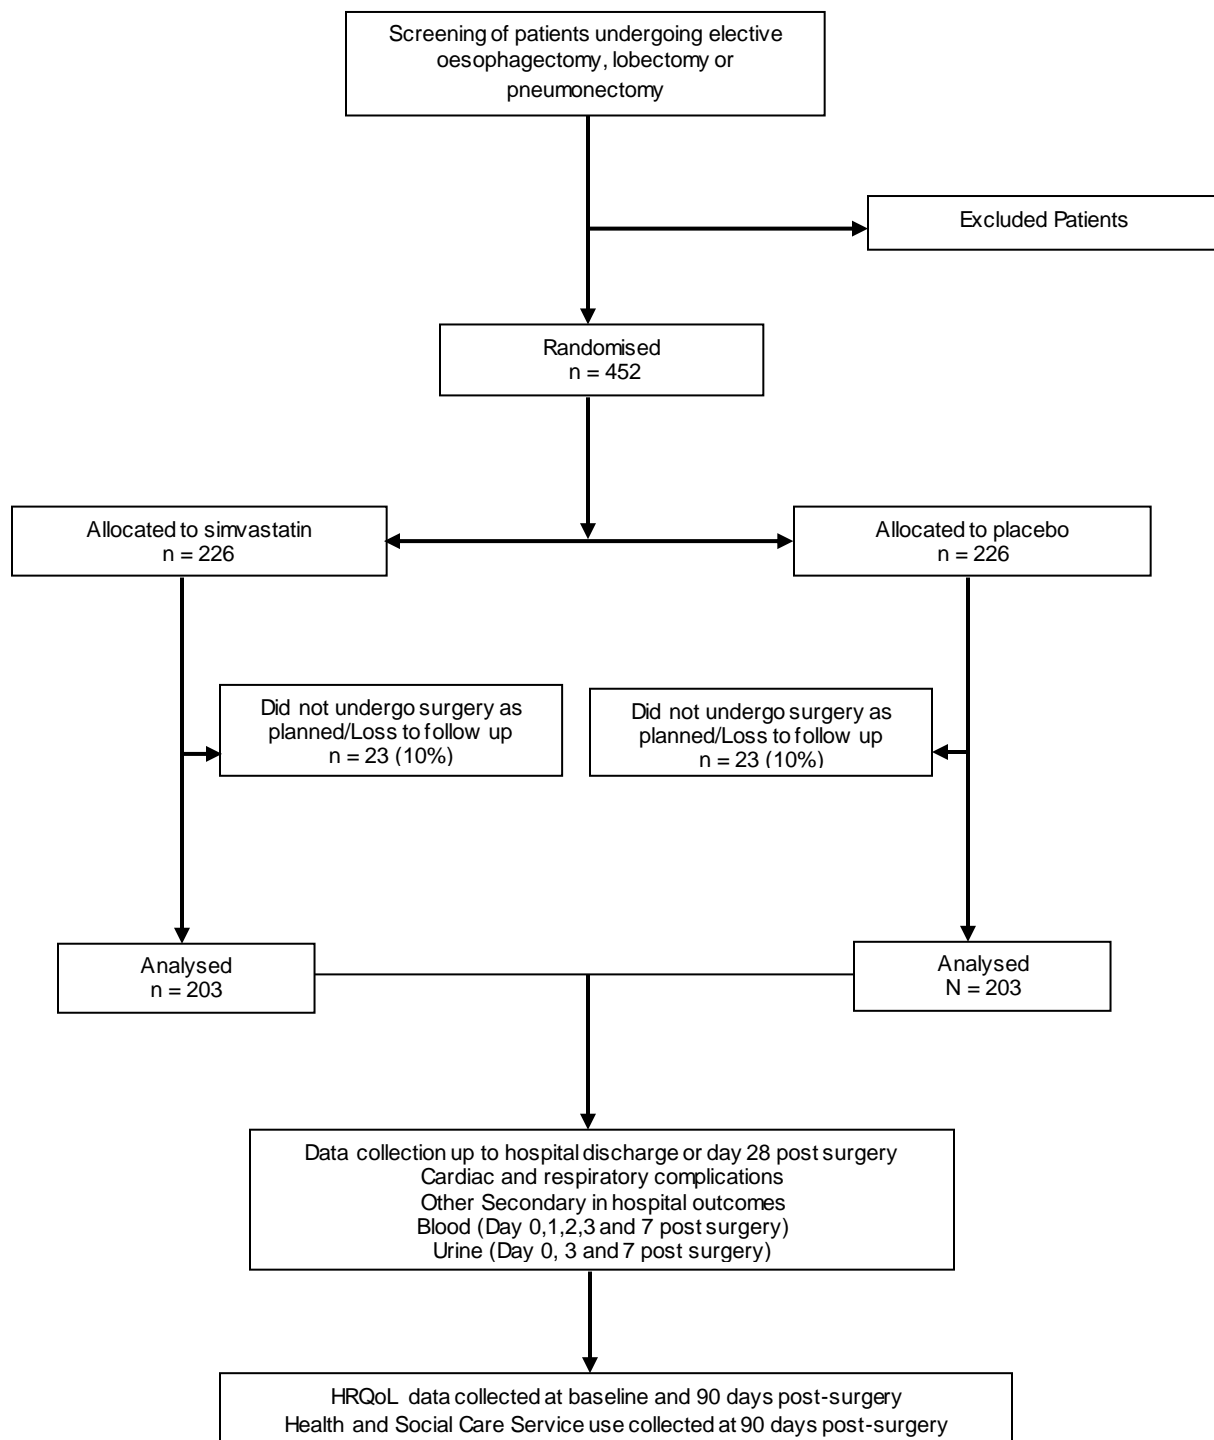 Screening of patients undergoing elective
oesophagectomy, lobectomy or
pneumonectomy
Excluded Patients
Randomised
n = 452
Allocated to simvastatin
n = 226
Allocated to placebo
n = 226
Did not undergo surgery as
planned/Loss to follow up
n = 23 (10%)
Did not undergo surgery as
planned/Loss to follow up
n = 23 (10%)
Analysed
n = 203
Analysed
N = 203
Data collection up to hospital discharge or day 28 post surgery
Cardiac and respiratory complications
Other Secondary in hospital outcomes
Blood (Day 0,1,2,3 and 7 post surgery)
Urine (Day 0, 3 and 7 post surgery)
HRQoL data collected at baseline and 90 days post-surgery
Health and Social Care Service use collected at 90 days post-surgery